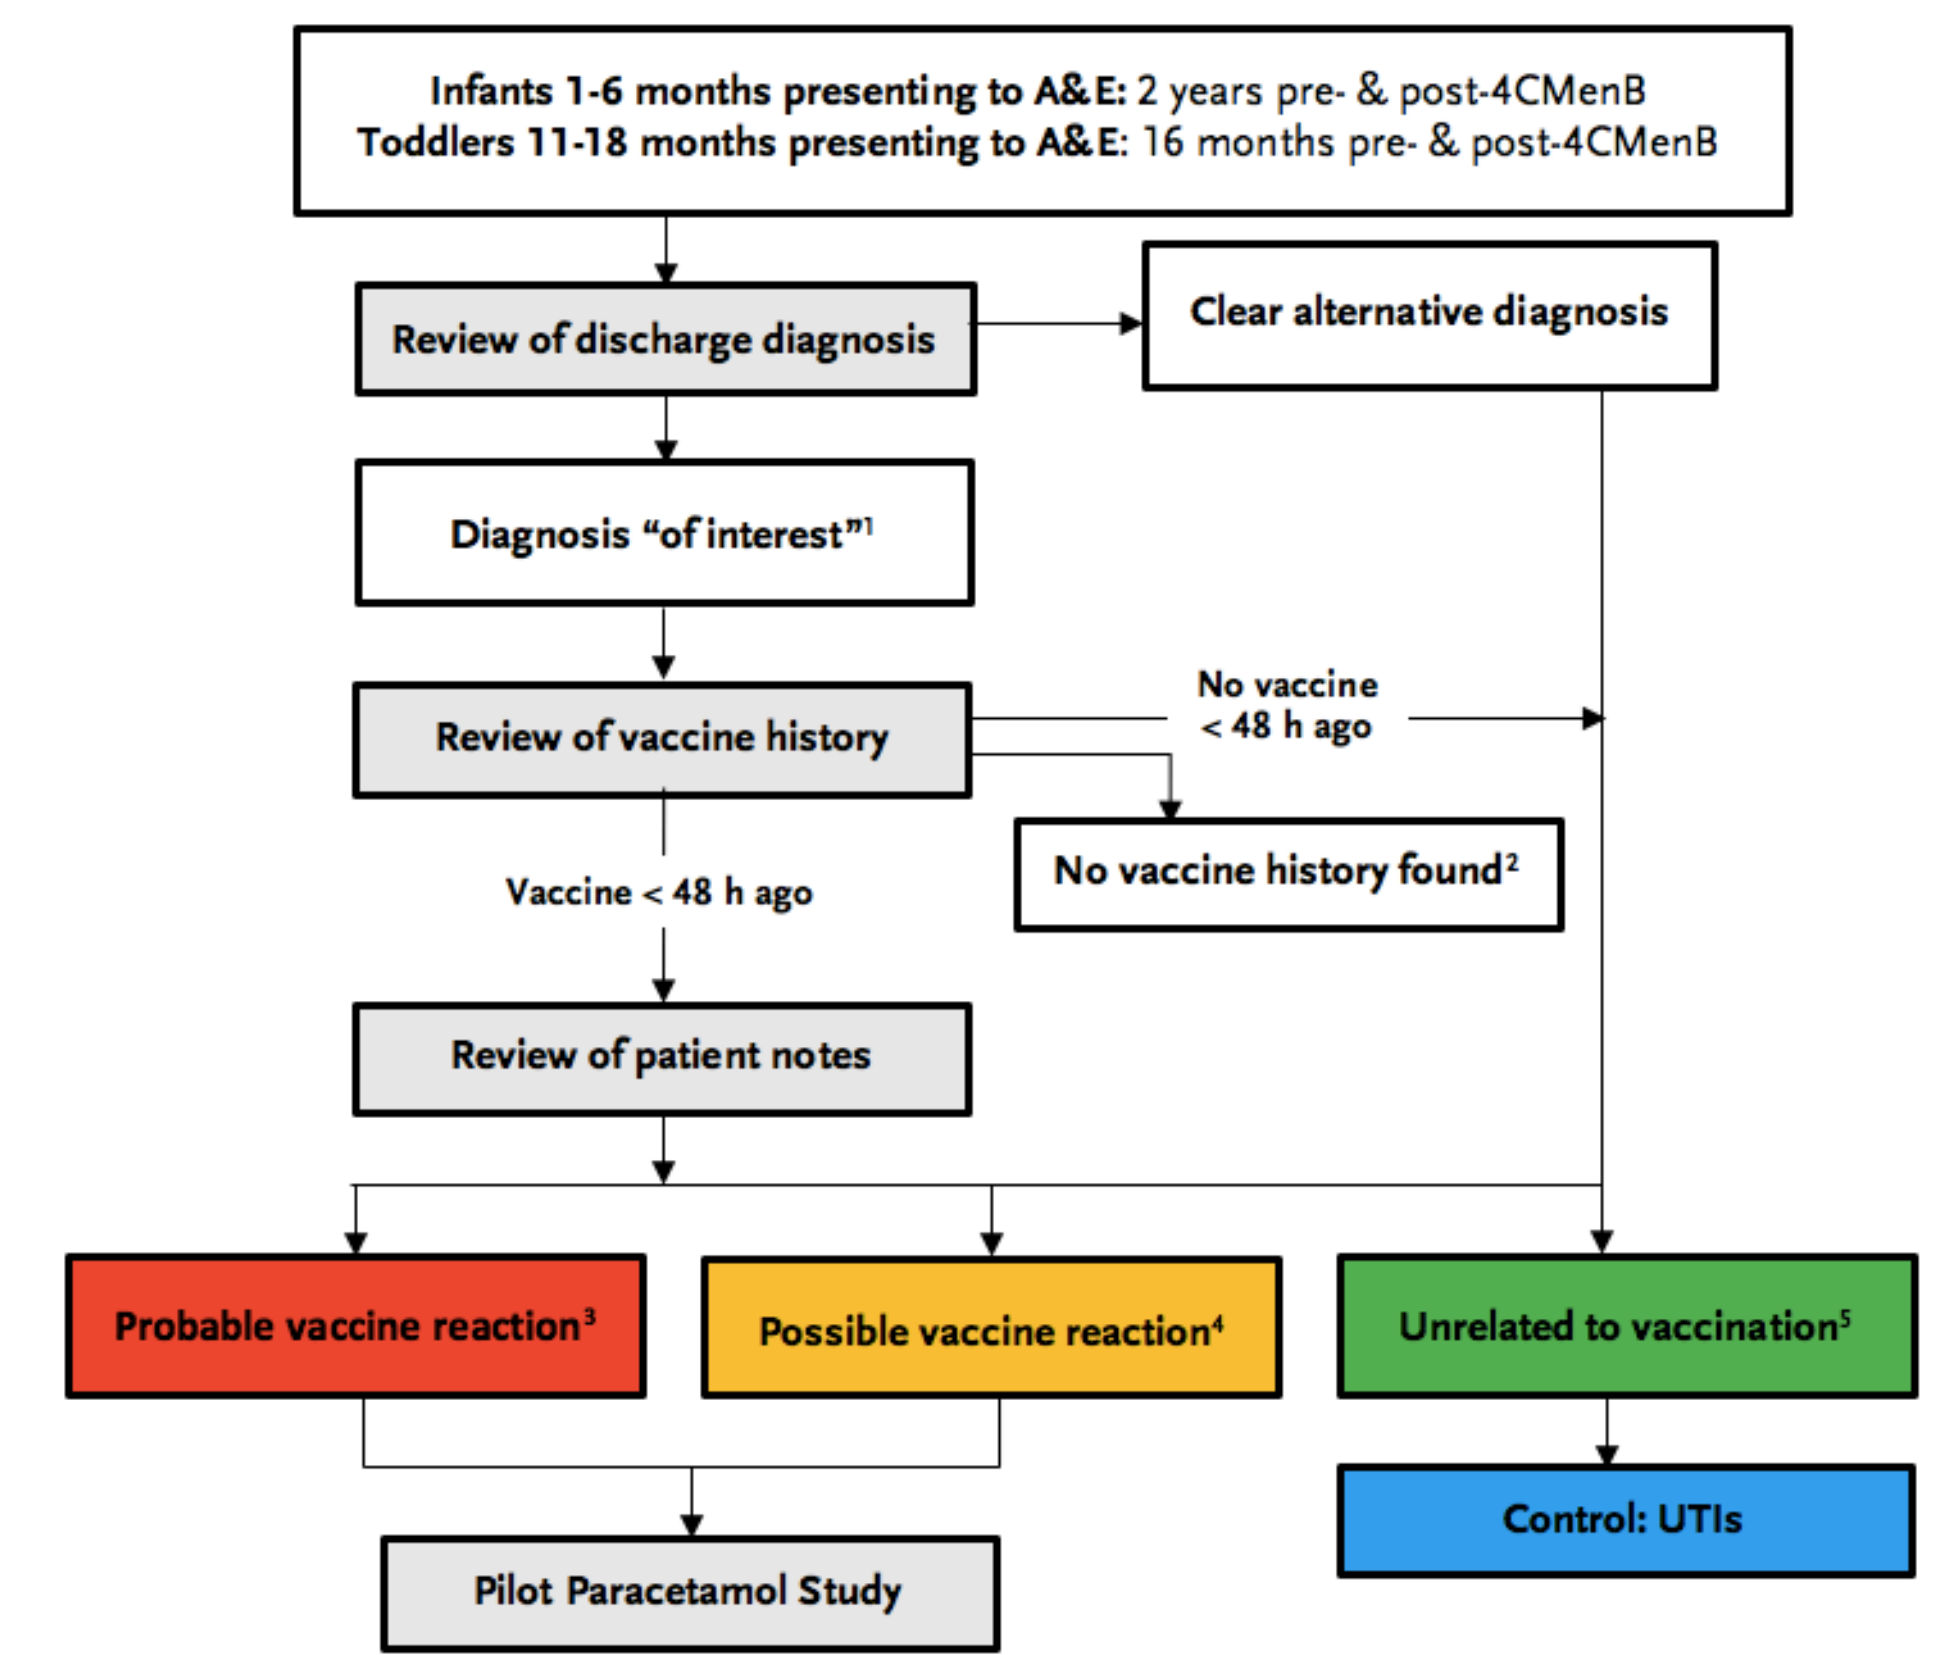 Infants 1-6 months presenting to A&E: 2 years pre- & post-4CMenB
Toddlers 11-18 months presenting to A&E: 16 months pre- & post-4CMenB
Review of discharge diagnosis
Clear alternative diagnosis
Diagnosis “of interest”¹
Review of vaccine history
No vaccine
< 48 h ago
No vaccine history found²
Vaccine < 48 h ago
Review of patient notes
Probable vaccine reaction³
Possible vaccine reaction⁴
Unrelated to vaccination⁵
Control: UTIs
Pilot Paracetamol Study